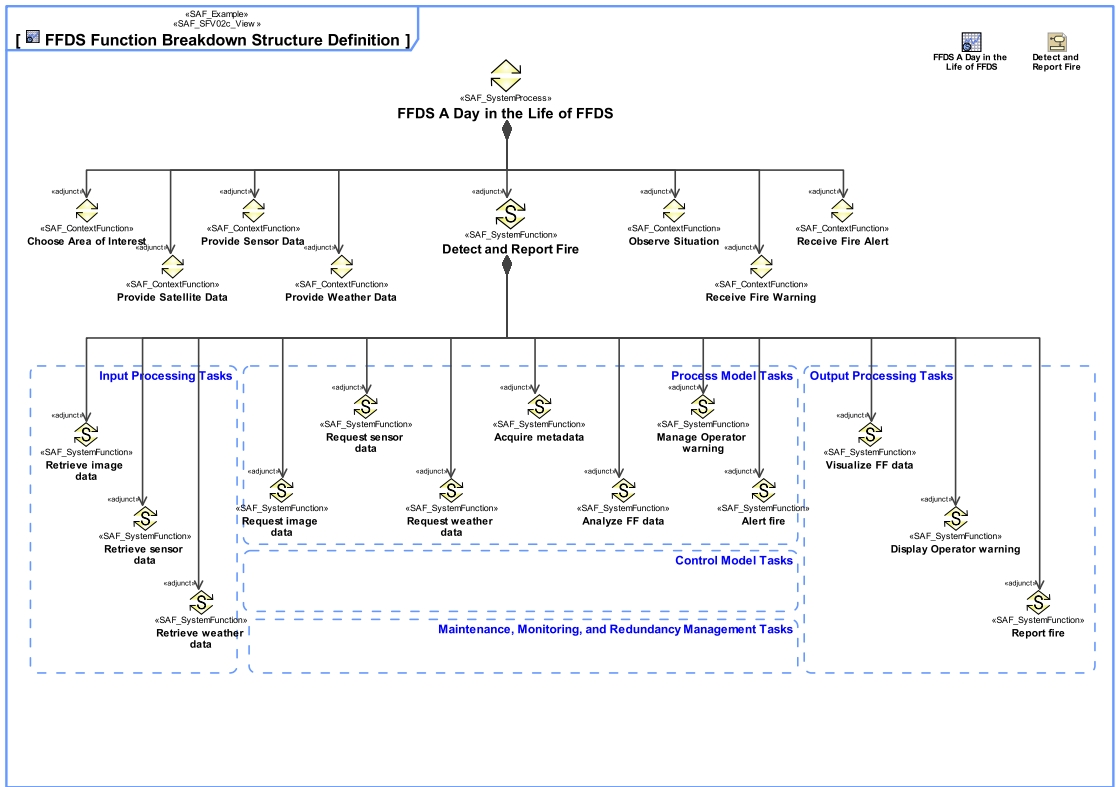 «SAF_Example»
«SAF_SFV02c_View »
[ FFDS Function Breakdown Structure Definition ]
FFDS A Day in the
Life of FFDS
Detect and
Report Fire
«SAF_SystemProcess»
FFDS A Day in the Life of FFDS
«adjunct»
«SAF_ContextFunction»
Choose Area of Interest
«adjunct»
«SAF_ContextFunction»
Provide Satellite Data
«adjunct»
«SAF_ContextFunction»
Provide Sensor Data
«adjunct»
«SAF_ContextFunction»
Provide Weather Data
«adjunct»
«SAF_SystemFunction»
Detect and Report Fire
«adjunct»
«SAF_ContextFunction»
Observe Situation
«adjunct»
«SAF_ContextFunction»
Receive Fire Warning
«adjunct»
«SAF_ContextFunction»
Receive Fire Alert
Input Processing Tasks
«adjunct»
«SAF_SystemFunction»
Retrieve image
data
«adjunct»
«SAF_SystemFunction»
Retrieve sensor
data
«adjunct»
«SAF_SystemFunction»
Retrieve weather
data
Process Model Tasks
«adjunct»
«SAF_SystemFunction»
Request image
data
«adjunct»
«SAF_SystemFunction»
Request sensor
data
«adjunct»
«SAF_SystemFunction»
Request weather
data
«adjunct»
«SAF_SystemFunction»
Acquire metadata
«adjunct»
«SAF_SystemFunction»
Analyze FF data
«adjunct»
«SAF_SystemFunction»
Manage Operator
warning
«adjunct»
«SAF_SystemFunction»
Alert fire
Control Model Tasks
Maintenance, Monitoring, and Redundancy Management Tasks
Output Processing Tasks
«adjunct»
«SAF_SystemFunction»
Visualize FF data
«adjunct»
«SAF_SystemFunction»
Display Operator warning
«adjunct»
«SAF_SystemFunction»
Report fire